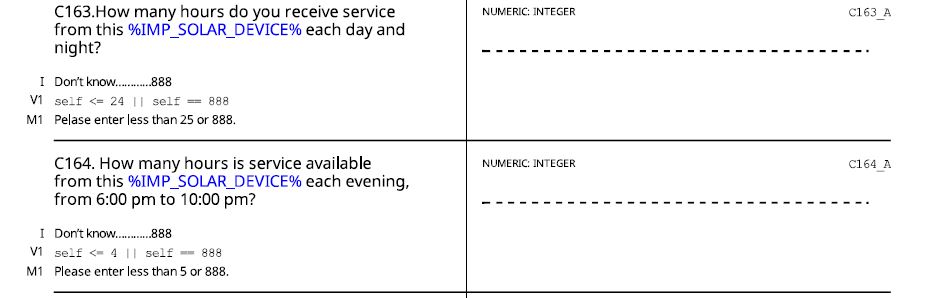 C163.How many hours do you receive service
from this %IMP_SOLAR_DEVICE% each day and
night?
I Don't know............888
V1 self <= 24 || self == 888
M1 Pelase enter less than 25 or 888.
NUMERIC: INTEGER C163_A
C164. How many hours is service available
from this %IMP_SOLAR_DEVICE% each evening,
from 6:00 pm to 10:00 pm?
I Don't know............888
V1 self <= 4 || self == 888
M1 Please enter less than 5 or 888.
NUMERIC: INTEGER C164_A